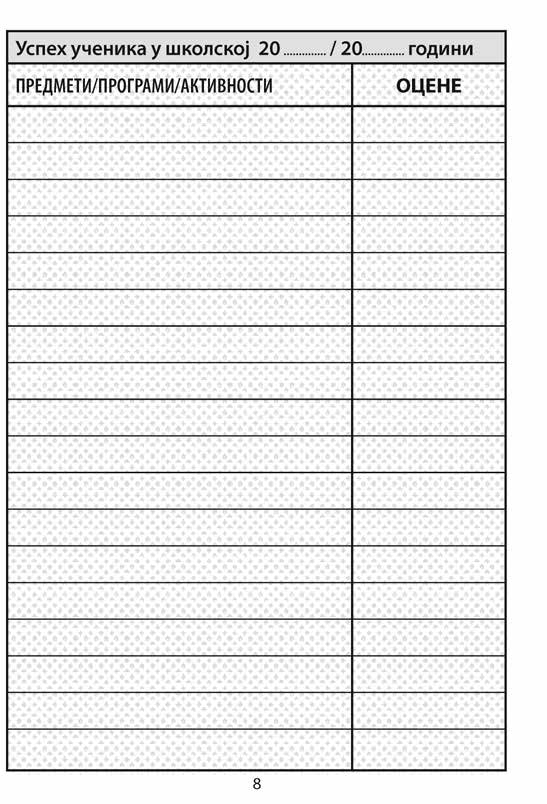 Успех ученика у школској 20 .............. / 20.............. години
ПРЕДМЕТИ/ПРОГРАМИ/АКТИВНОСТИ ОЦЕНЕ
8